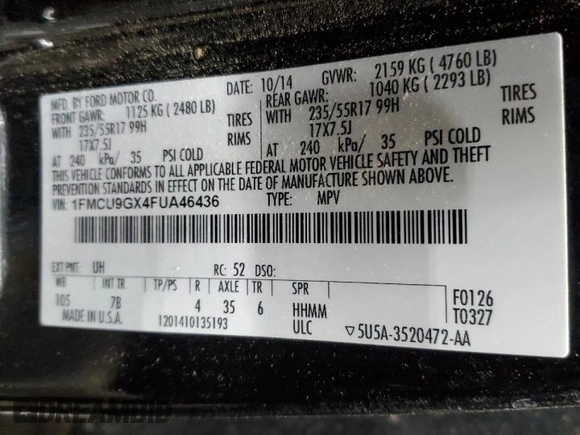 MFD. BY FORD MOTOR CO.
DATE: 10/14 GVWR: 2159 KG ( 4760 LB)
FRONT GAWR: 1125 KG ( 2480 LB) REAR GAWR: 1040 KG ( 2293 LB)
WITH 235/55R17 99H TIRES WITH 235/55R17 99H TIRES
17X7.5J RIMS 17X7.5J RIMS
AT 240 kPa/ 35 PSI COLD AT 240 kPa/ 35 PSI COLD
THIS VEHICLE CONFORMS TO ALL APPLICABLE FEDERAL MOTOR VEHICLE SAFETY AND THEFT
PREVENTION STANDARDS IN EFFECT ON THE DATE OF MANUFACTURE SHOWN ABOVE.
VIN: 1FMCU9GX4FUA46436 TYPE: MPV
EXT PNT: UH RC: 52 DSO:
WB INT TR TP/PS R AXLE TR SPR
105 7B 4 35 6 HHMM F0126
MADE IN U.S.A. 1201410135193 ULC ▽5U5A-3520472-AA T0327
DREAMBID